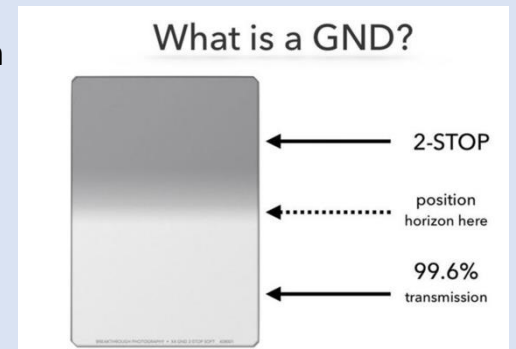 What is a GND?
2-STOP
position
horizon here
99.6%
transmission